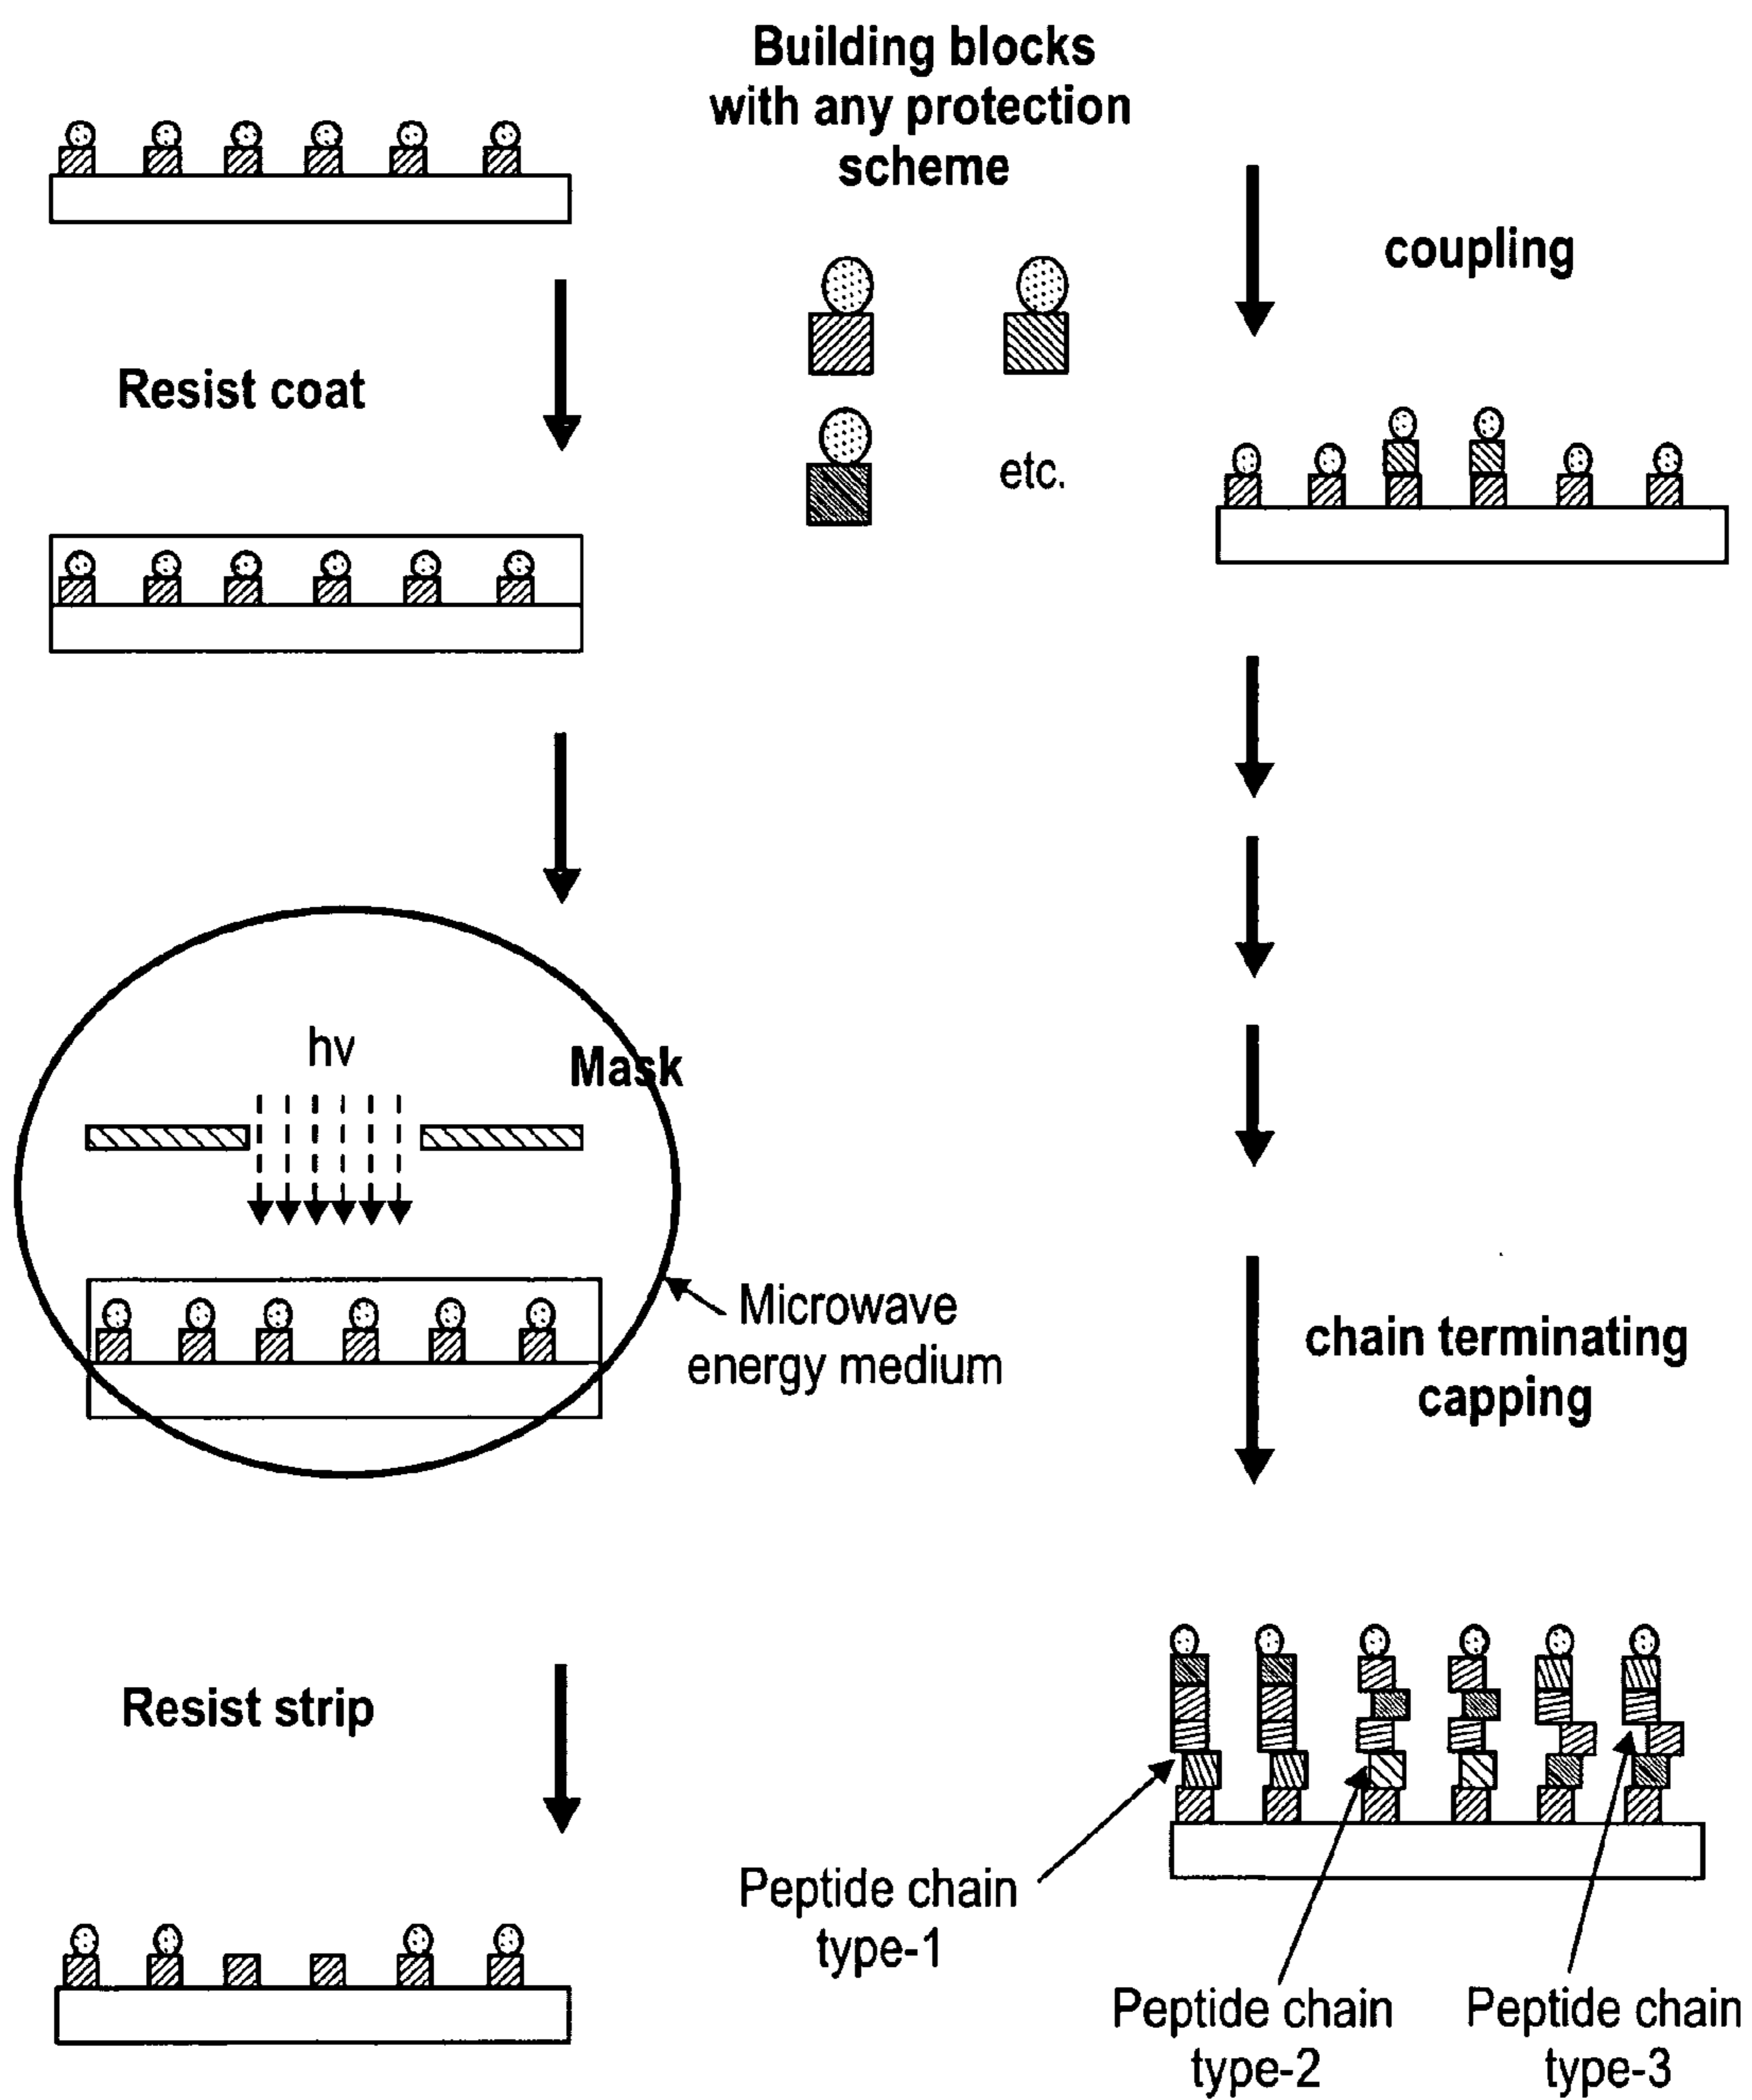 Building blocks
with any protection
scheme
coupling
Resist coat
etc.
hν
Mask
Microwave
energy medium
chain terminating
capping
Resist strip
Peptide chain
type-1
Peptide chain
type-2
Peptide chain
type-3